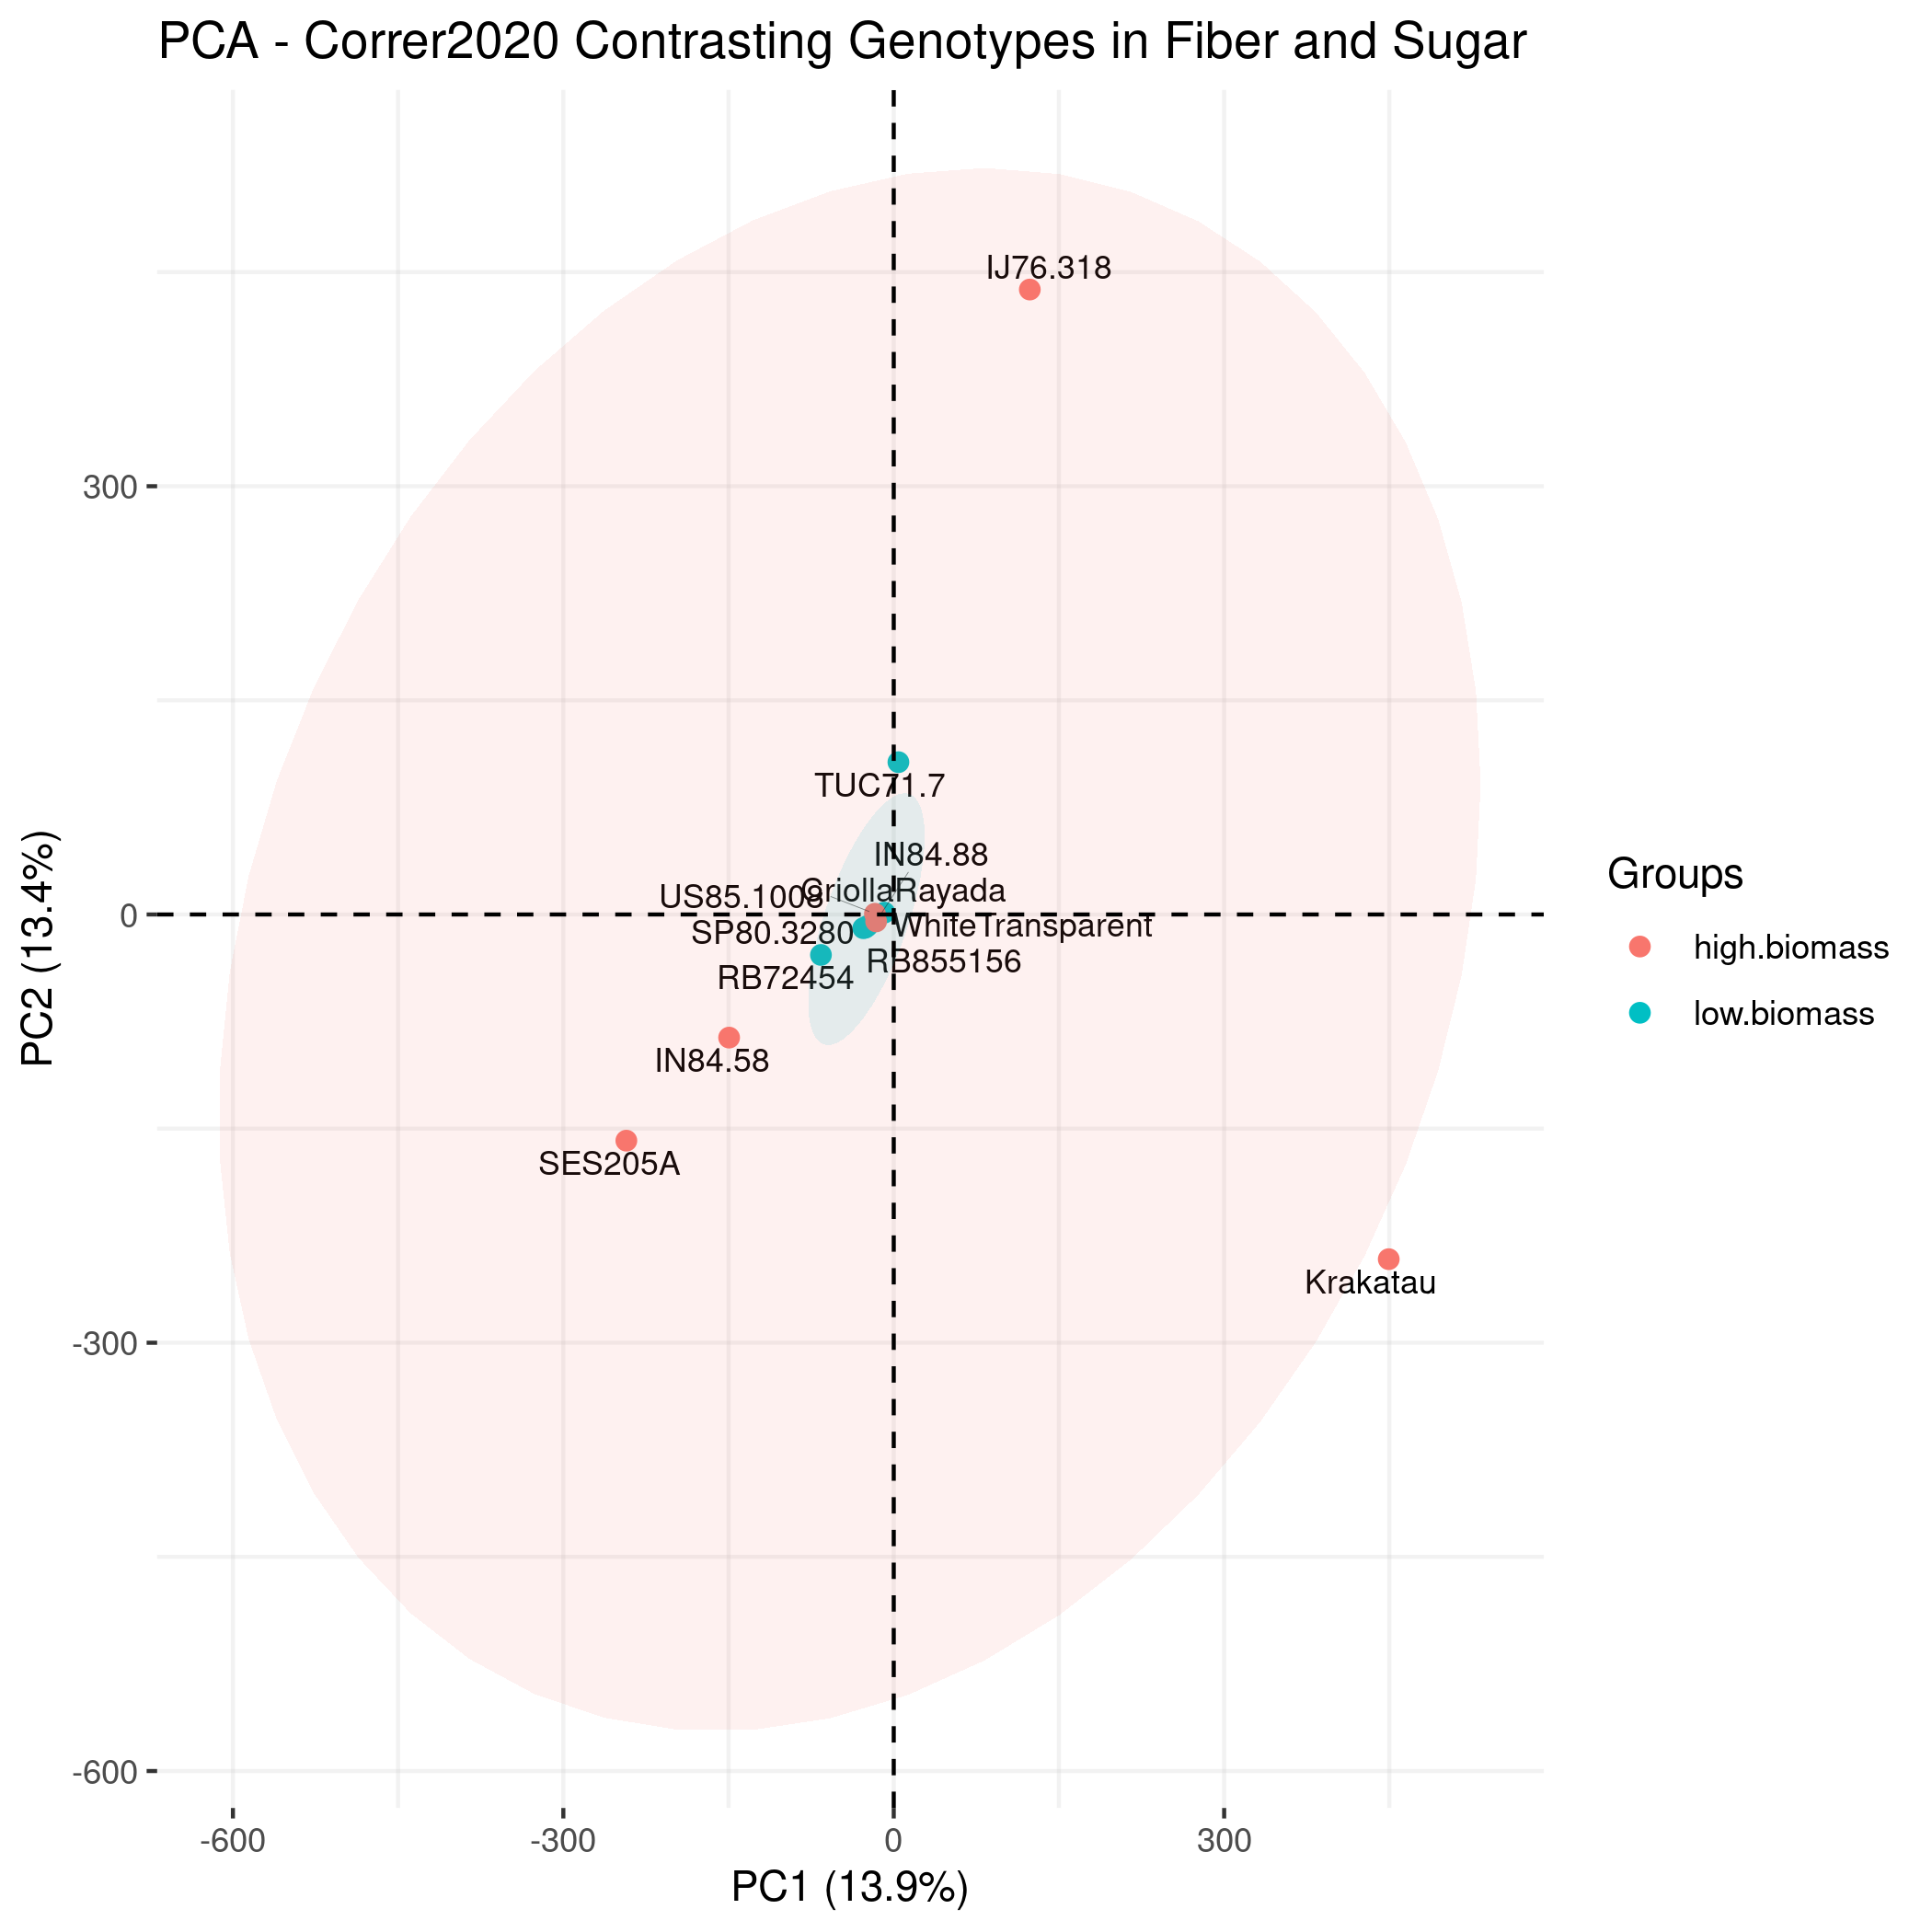 PCA - Correr2020 Contrasting Genotypes in Fiber and Sugar
IJ76.318
300
TUC71.7
IN84.88
CriollaRayada
US85.1008
0
WhiteTransparent
SP80.3280
RB855156
RB72454
IN84.58
SES205A
Krakatau
-300
-600
-600
-300
0
300
PC1 (13.9%)
PC2 (13.4%)
Groups
high.biomass
low.biomass